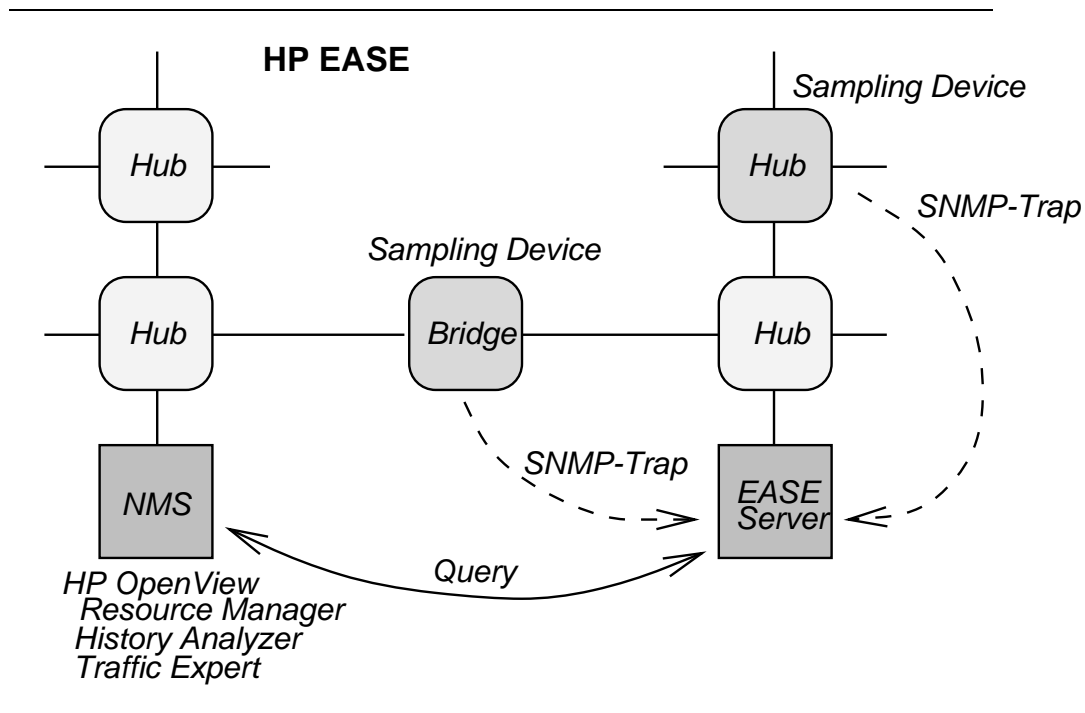 HP EASE
Sampling Device
Hub
Hub
SNMP-Trap
Sampling Device
Hub
Bridge
Hub
SNMP-Trap
NMS
EASE
Server
Query
HP OpenView
Resource Manager
History Analyzer
Traffic Expert